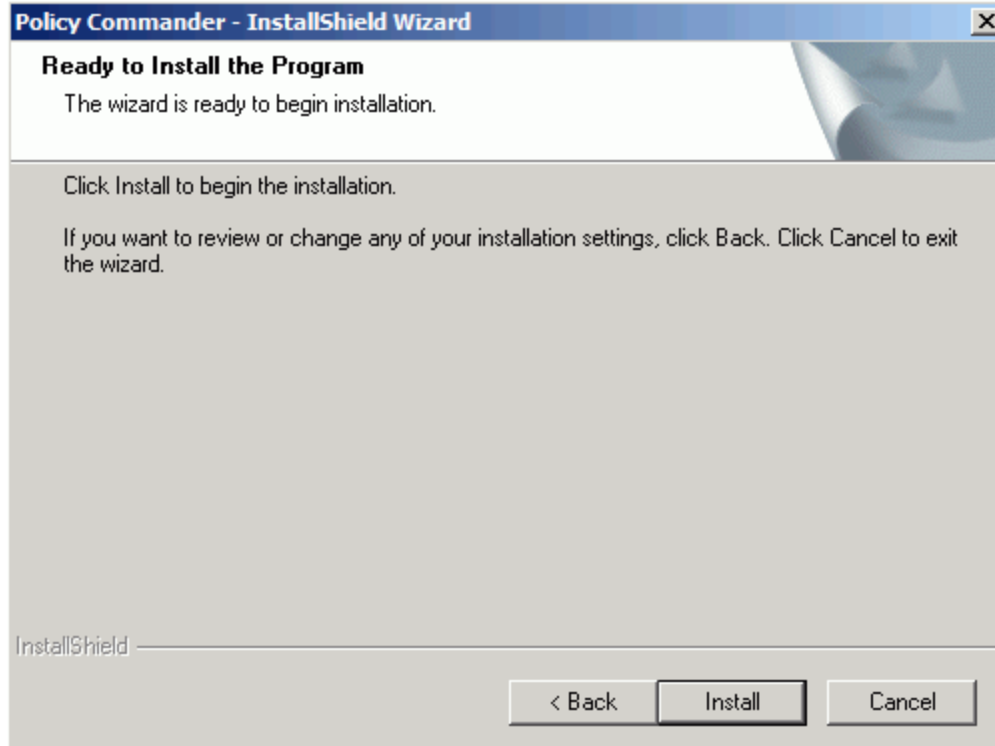 Policy Commander - InstallShield Wizard
Ready to Install the Program
The wizard is ready to begin installation.
Click Install to begin the installation.
If you want to review or change any of your installation settings, click Back. Click Cancel to exit
the wizard.
InstallShield
< Back Install Cancel